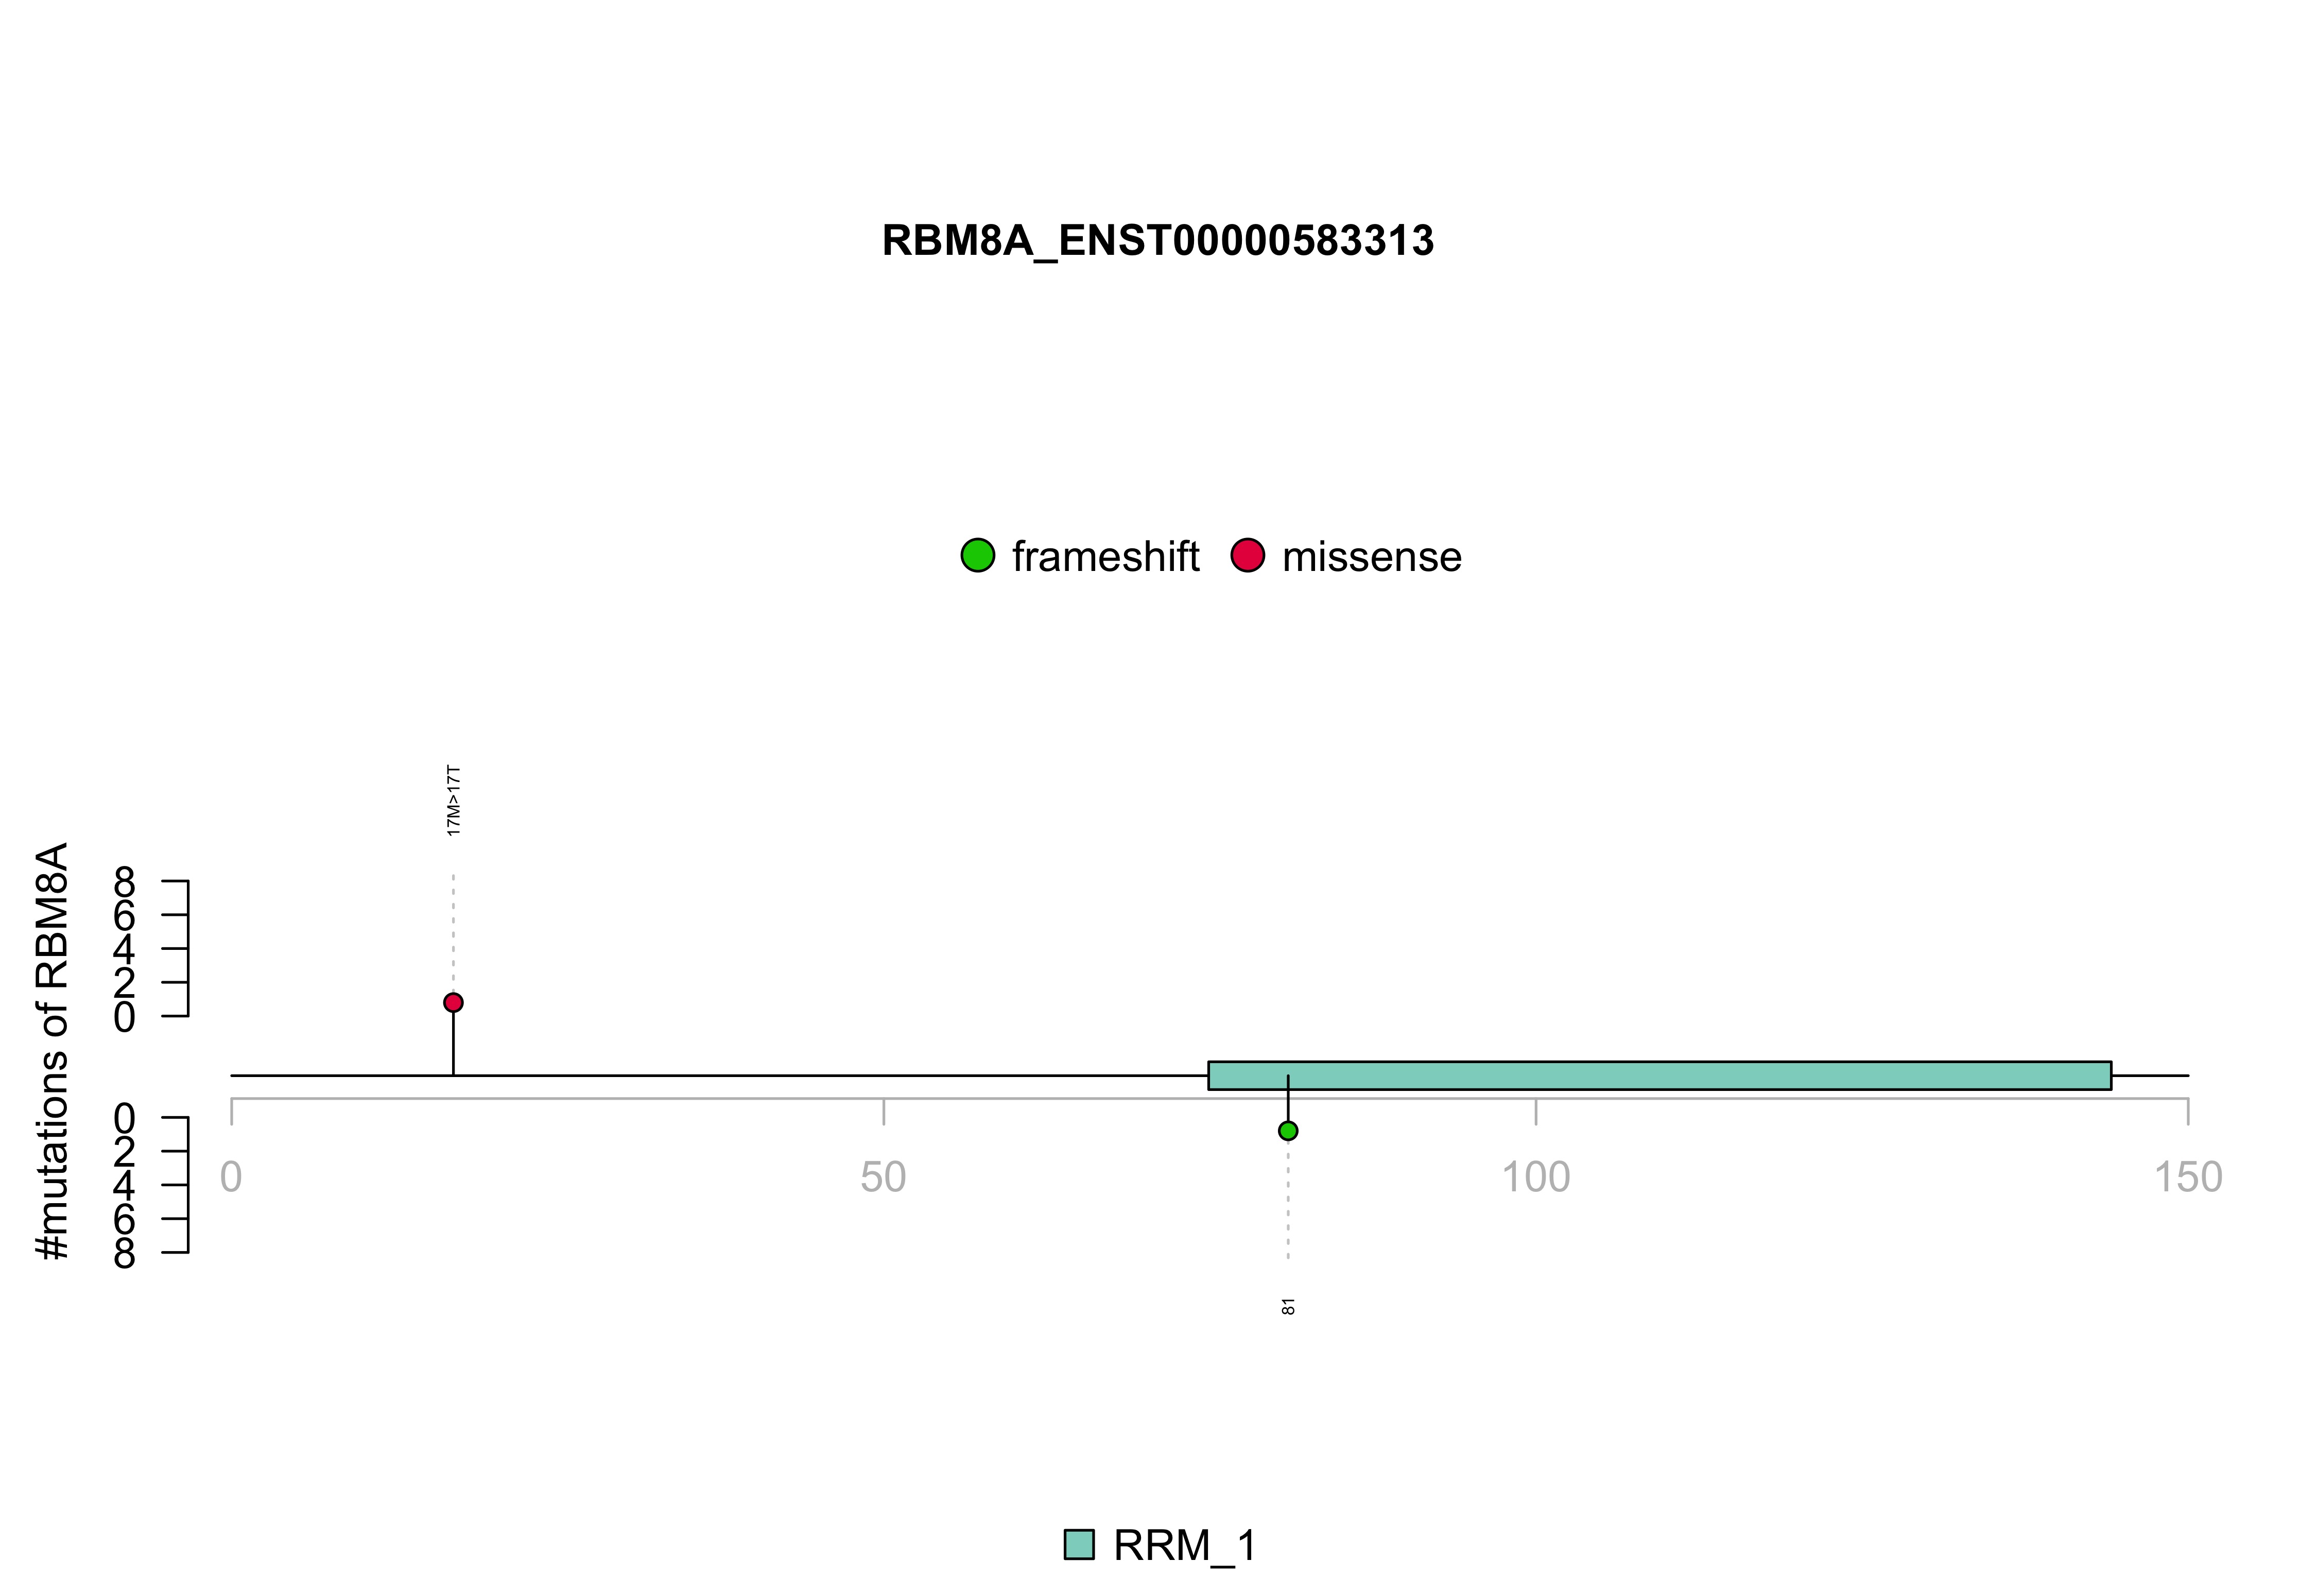 RBM8A_ENST00000583313
frameshift missense
17M>17T
#mutations of RBM8A
8
6
4
2
0
0
2
4
6
8
0 50 100 150
81
RRM_1